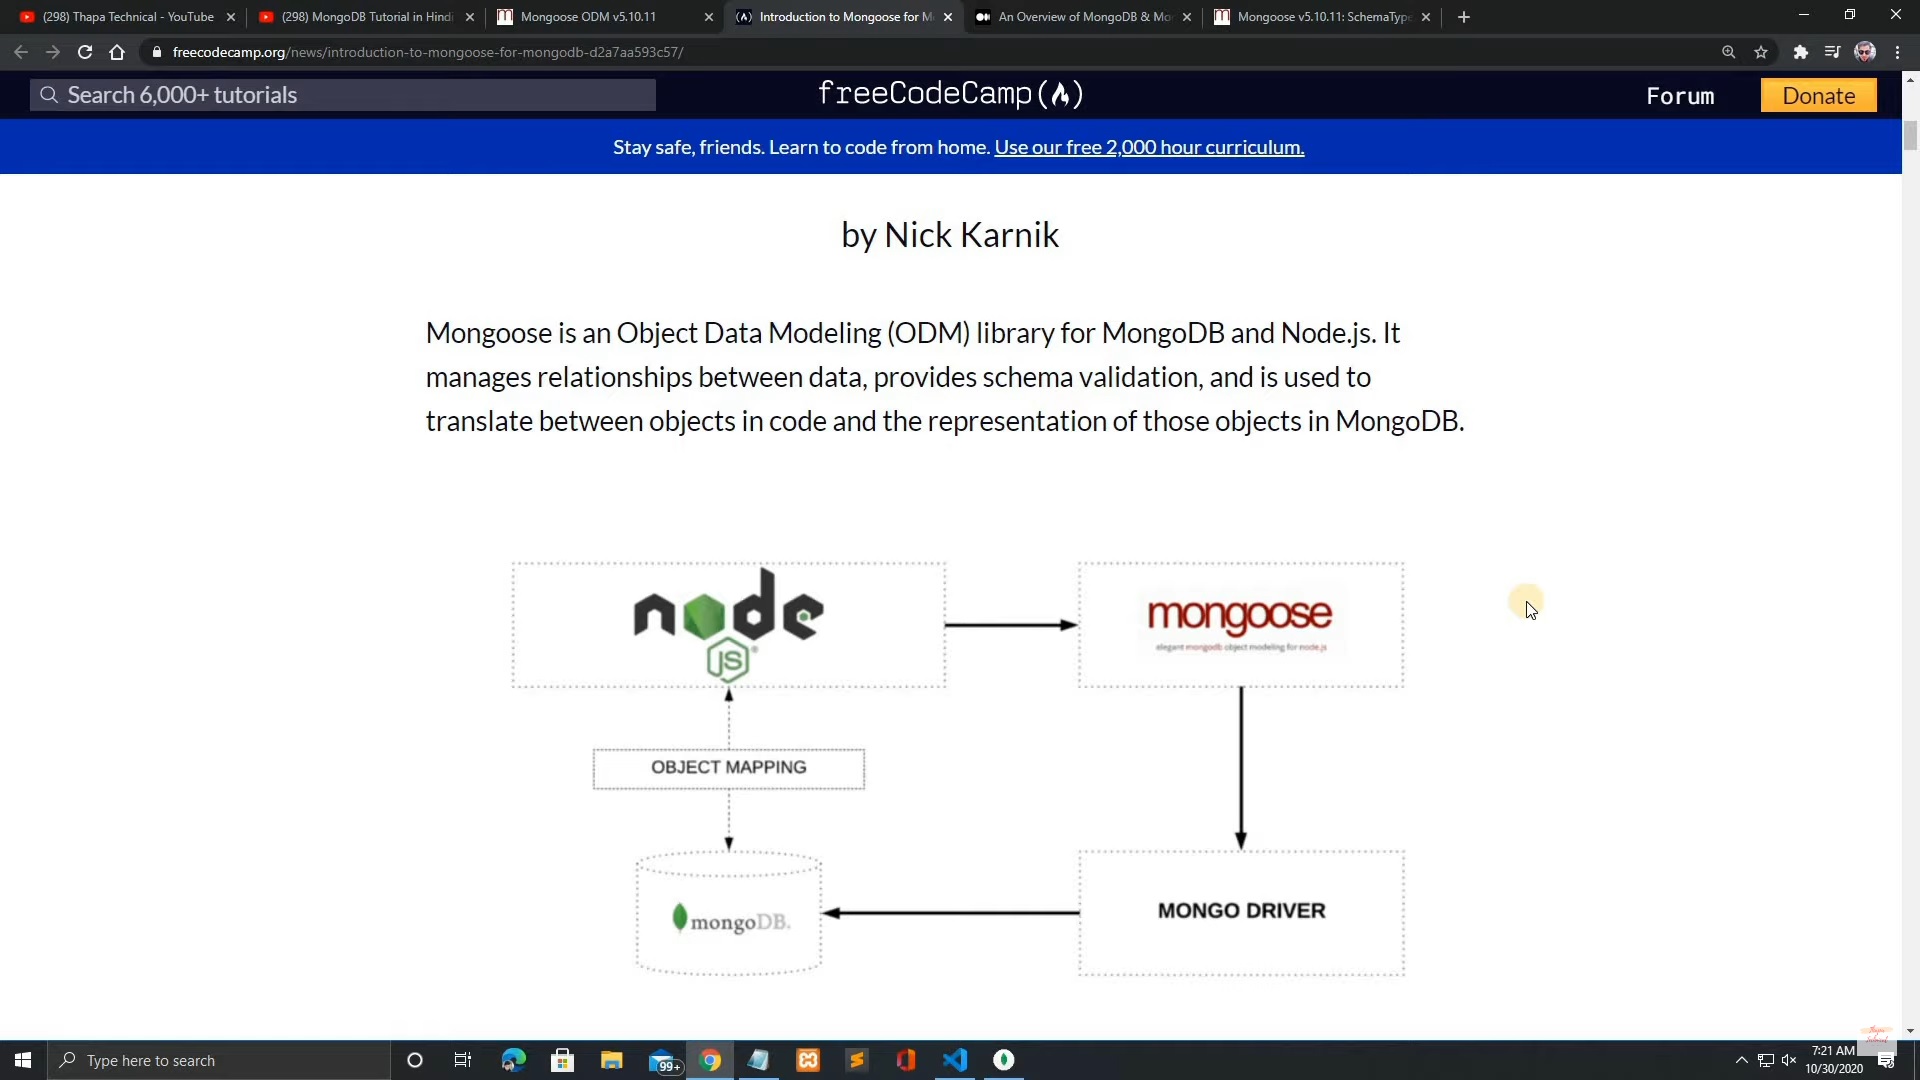 (298) Thapa Technical - YouTube
(298) MongoDB Tutorial in Hindi
Mongoose ODM v5.10.11
Introduction to Mongoose for M
An Overview of MongoDB & Mo
Mongoose v5.10.11: SchemaType
freecodecamp.org/news/introduction-to-mongoose-for-mongodb-d2a7aa593c57/
Search 6,000+ tutorials
freeCodeCamp
Forum
Donate
Stay safe, friends. Learn to code from home. Use our free 2,000 hour curriculum.
by Nick Karnik
Mongoose is an Object Data Modeling (ODM) library for MongoDB and Node.js. It
manages relationships between data, provides schema validation, and is used to
translate between objects in code and the representation of those objects in MongoDB.
node
JS
mongoose
elegant mongodb object modeling for node.js
OBJECT MAPPING
mongoDB.
MONGO DRIVER
Type here to search
99+
7:21 AM
10/30/2020